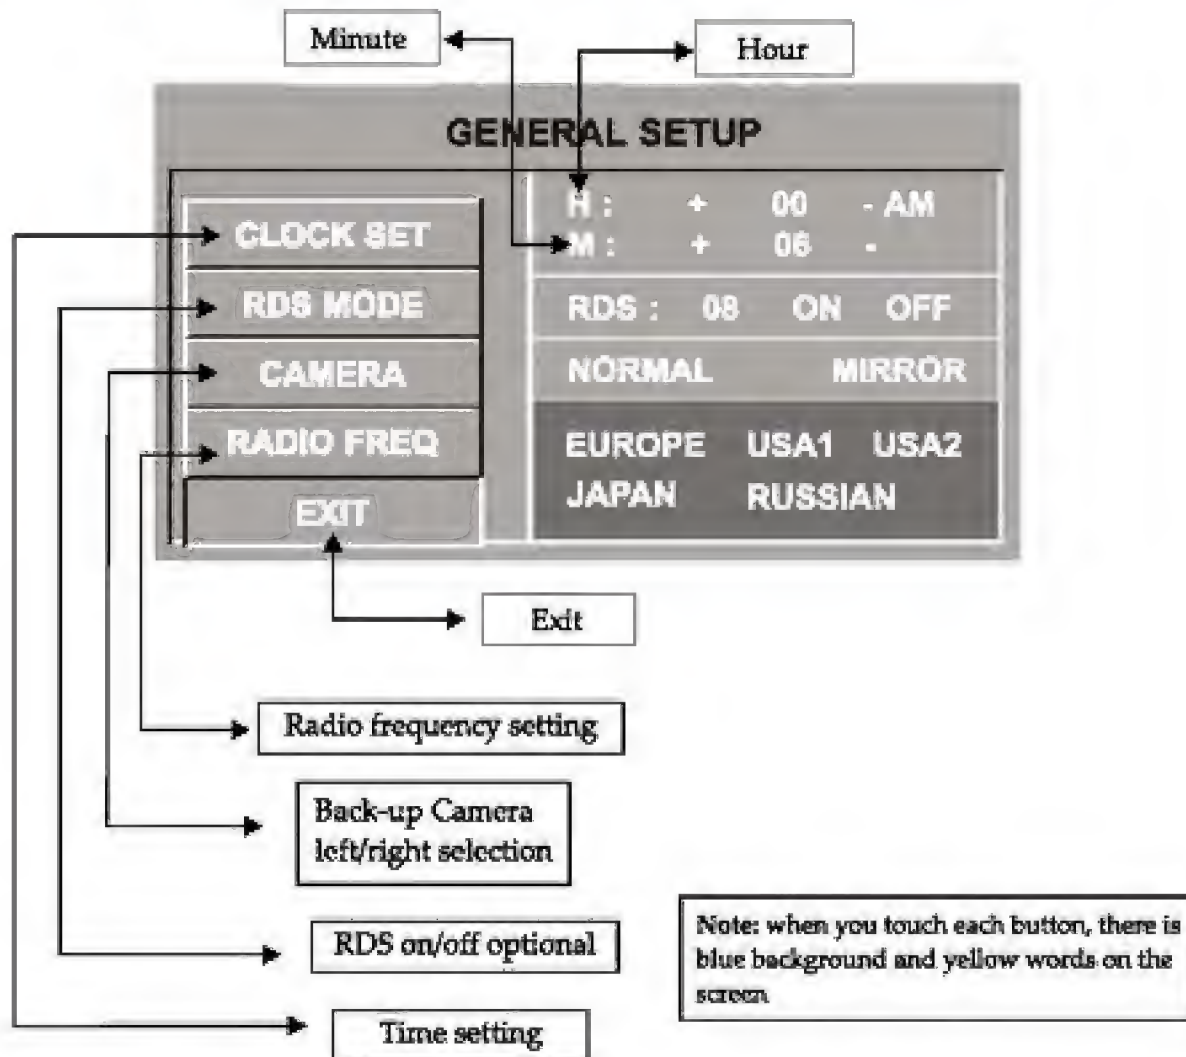 Minute
Hour
GENERAL SETUP
CLOCK SET
RDS MODE
CAMERA
RADIO FREQ
EXIT
H : + 00 - AM
M : + 06 -
RDS : 08 ON OFF
NORMAL MIRROR
EUROPE USA1 USA2
JAPAN RUSSIAN
Exit
Radio frequency setting
Back-up Camera
left/right selection
RDS on/off optional
Time setting
Note: when you touch each button, there is
blue background and yellow words on the
screen